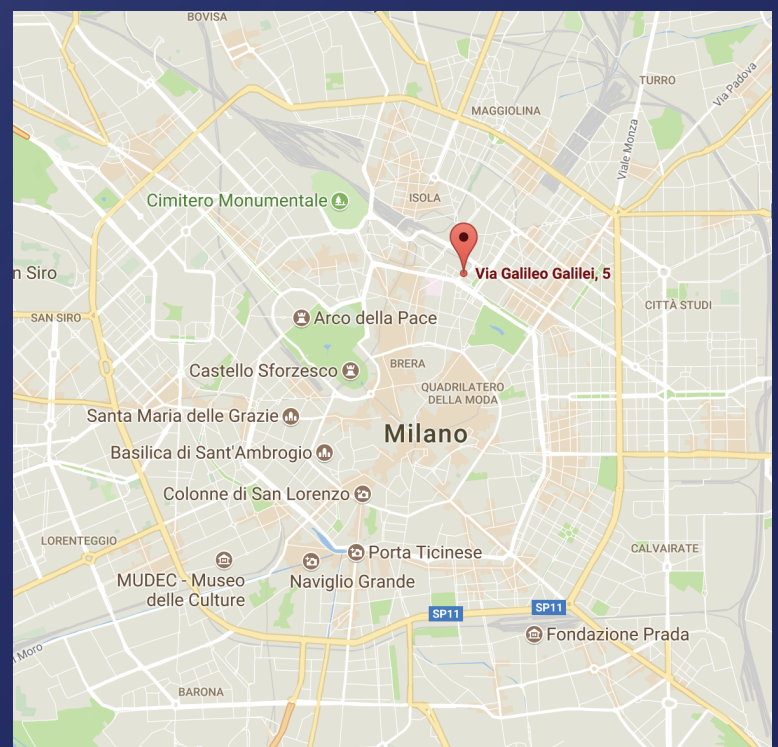 BOVISA
TURRO
Via Padova
MAGGIOLINA
Viale Monza
Cimitero Monumentale
ISOLA
n Siro
Via Galileo Galilei, 5
CITTÀ STUDI
SAN SIRO
Arco della Pace
Castello Sforzesco
BRERA
QUADRILATERO
DELLA MODA
Santa Maria delle Grazie
Milano
Basilica di Sant'Ambrogio
Colonne di San Lorenzo
LORENTEGGIO
Porta Ticinese
CALVAIRATE
MUDEC - Museo
delle Culture
Naviglio Grande
SP11
SP11
Fondazione Prada
Moro
BARONA